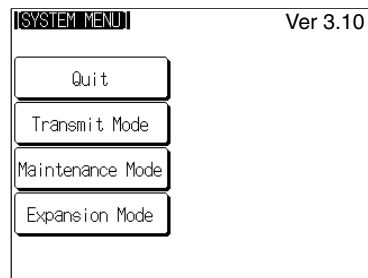 [SYSTEM MENU] Ver 3.10
Quit
Transmit Mode
Maintenance Mode
Expansion Mode